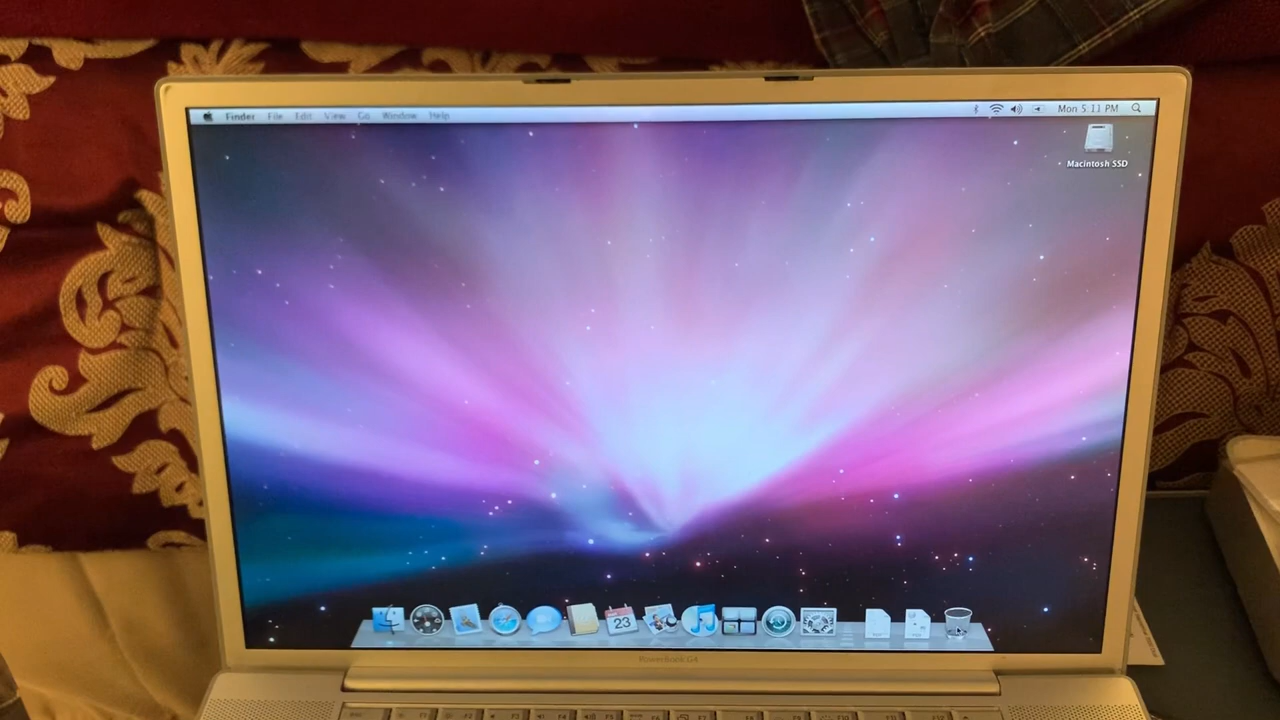 Finder File Edit View Go Window Help
Mon 5:11 PM
Macintosh SSD
23
PowerBook G4